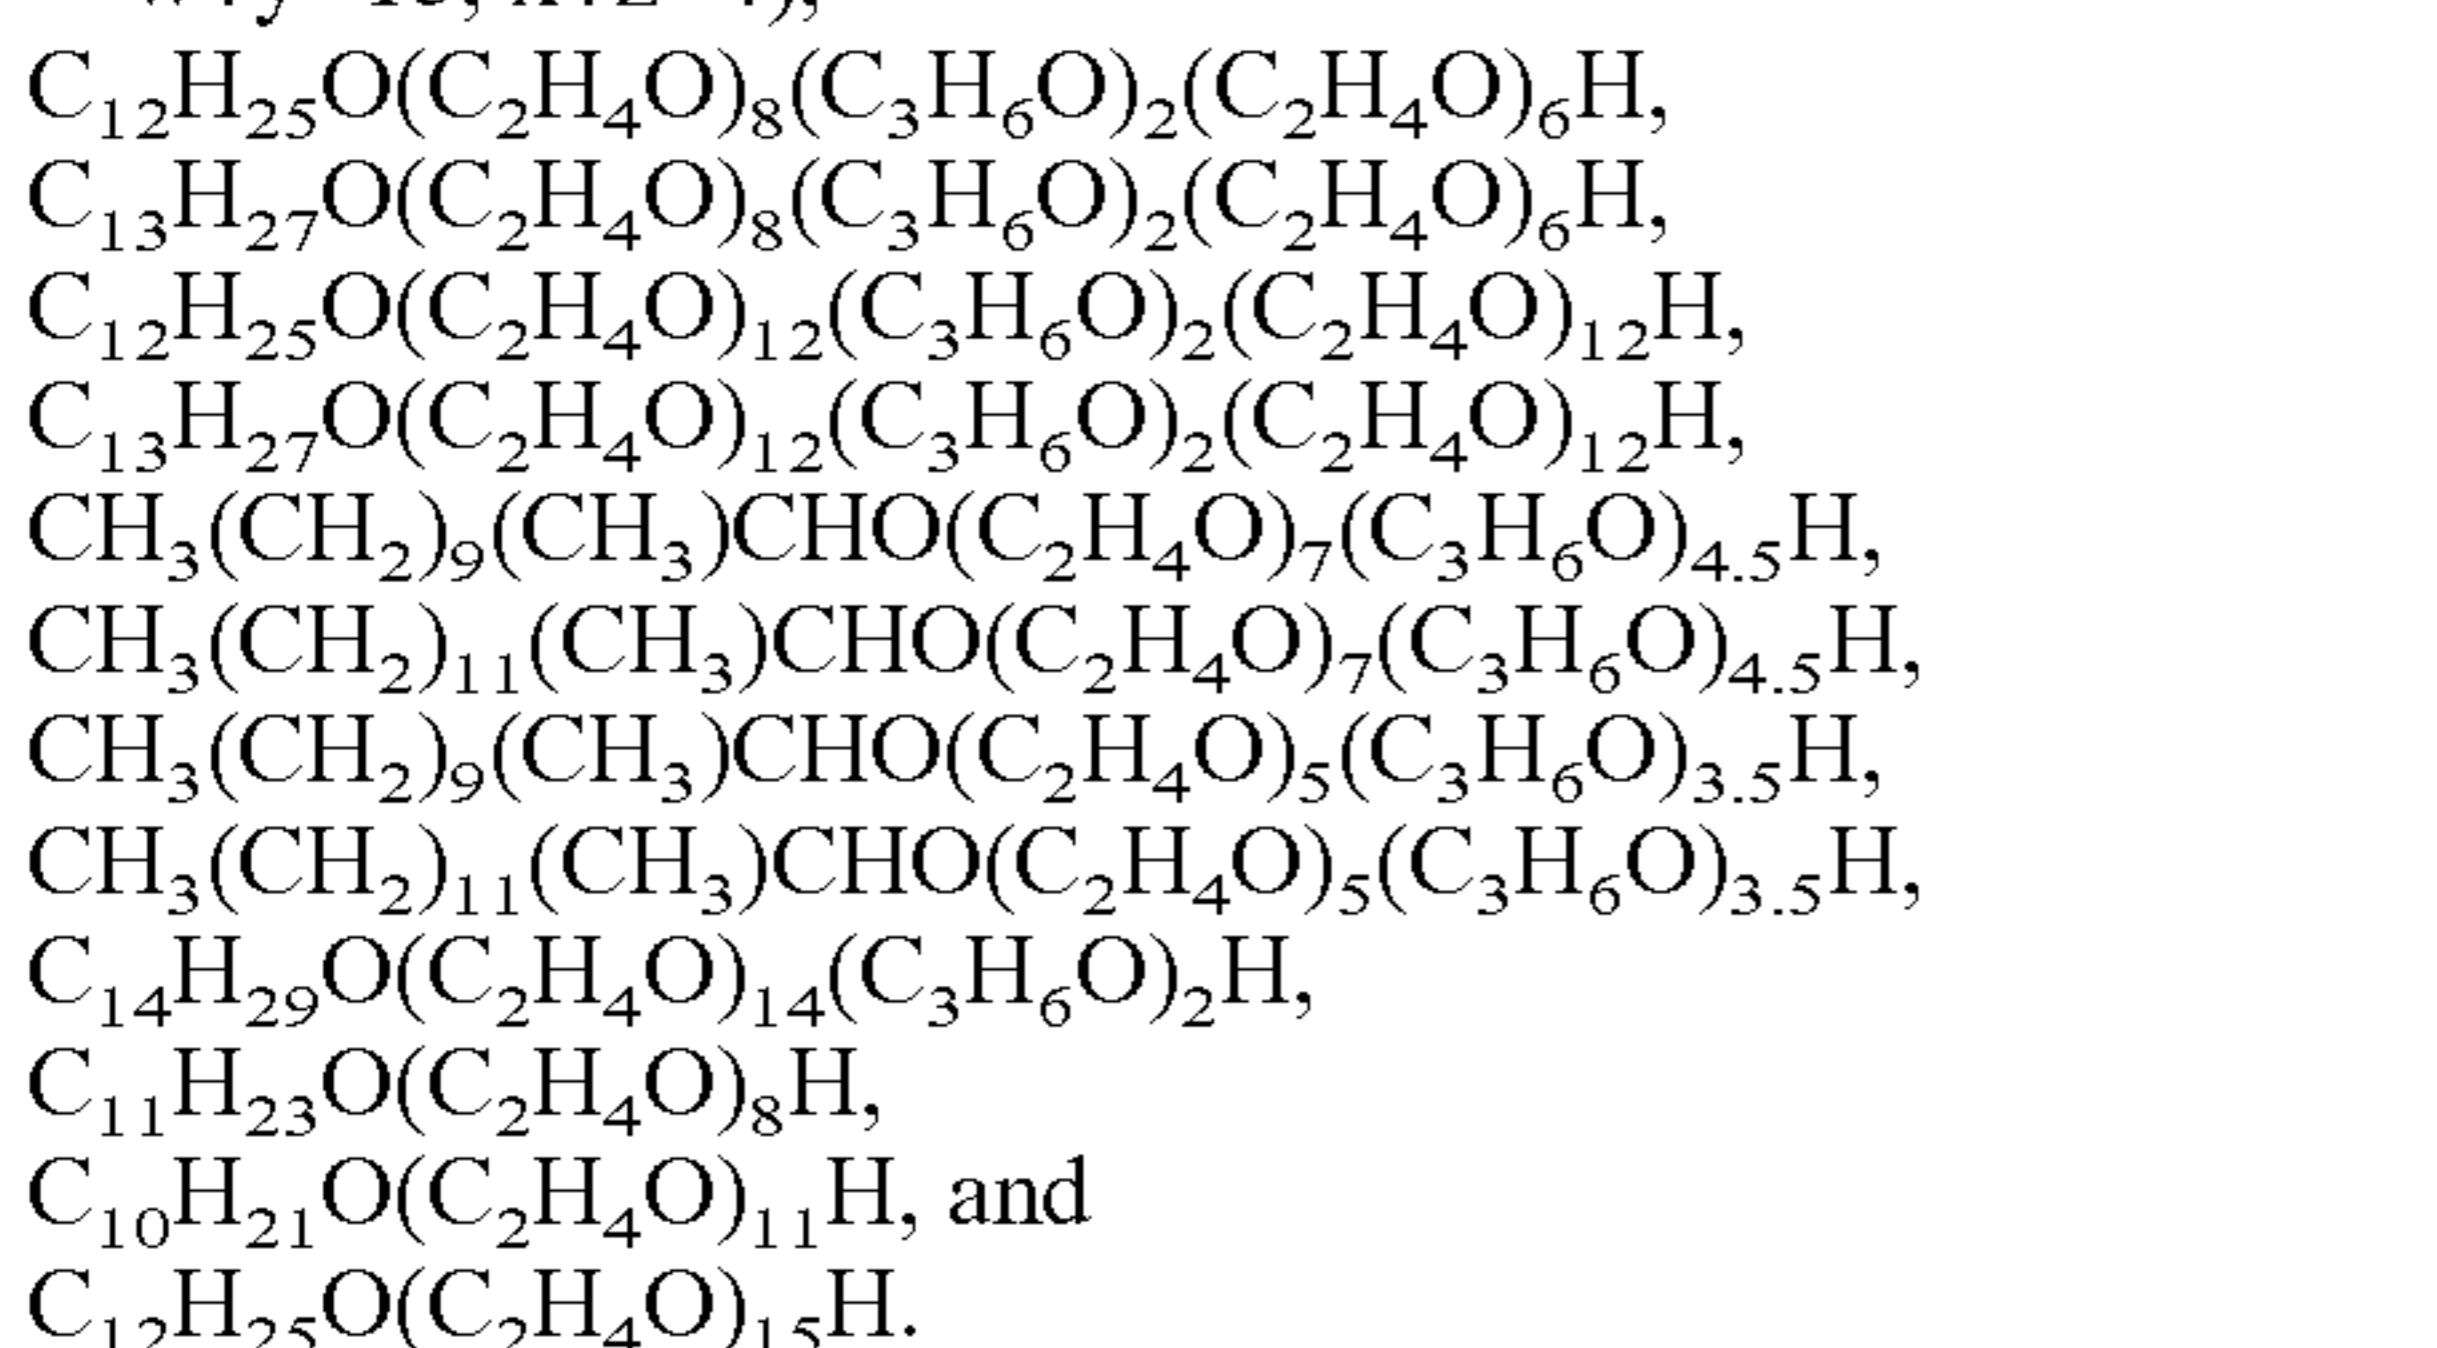 C₁₂H₂₅O(C₂H₄O)₈(C₃H₆O)₂(C₂H₄O)₆H,
C₁₃H₂₇O(C₂H₄O)₈(C₃H₆O)₂(C₂H₄O)₆H,
C₁₂H₂₅O(C₂H₄O)₁₂(C₃H₆O)₂(C₂H₄O)₁₂H,
C₁₃H₂₇O(C₂H₄O)₁₂(C₃H₆O)₂(C₂H₄O)₁₂H,
CH₃(CH₂)₉(CH₃)CHO(C₂H₄O)₇(C₃H₆O)₄.₅H,
CH₃(CH₂)₁₁(CH₃)CHO(C₂H₄O)₇(C₃H₆O)₄.₅H,
CH₃(CH₂)₉(CH₃)CHO(C₂H₄O)₅(C₃H₆O)₃.₅H,
CH₃(CH₂)₁₁(CH₃)CHO(C₂H₄O)₅(C₃H₆O)₃.₅H,
C₁₄H₂₉O(C₂H₄O)₁₄(C₃H₆O)₂H,
C₁₁H₂₃O(C₂H₄O)₈H,
C₁₀H₂₁O(C₂H₄O)₁₁H, and
C₁₂H₂₅O(C₂H₄O)₁₅H.